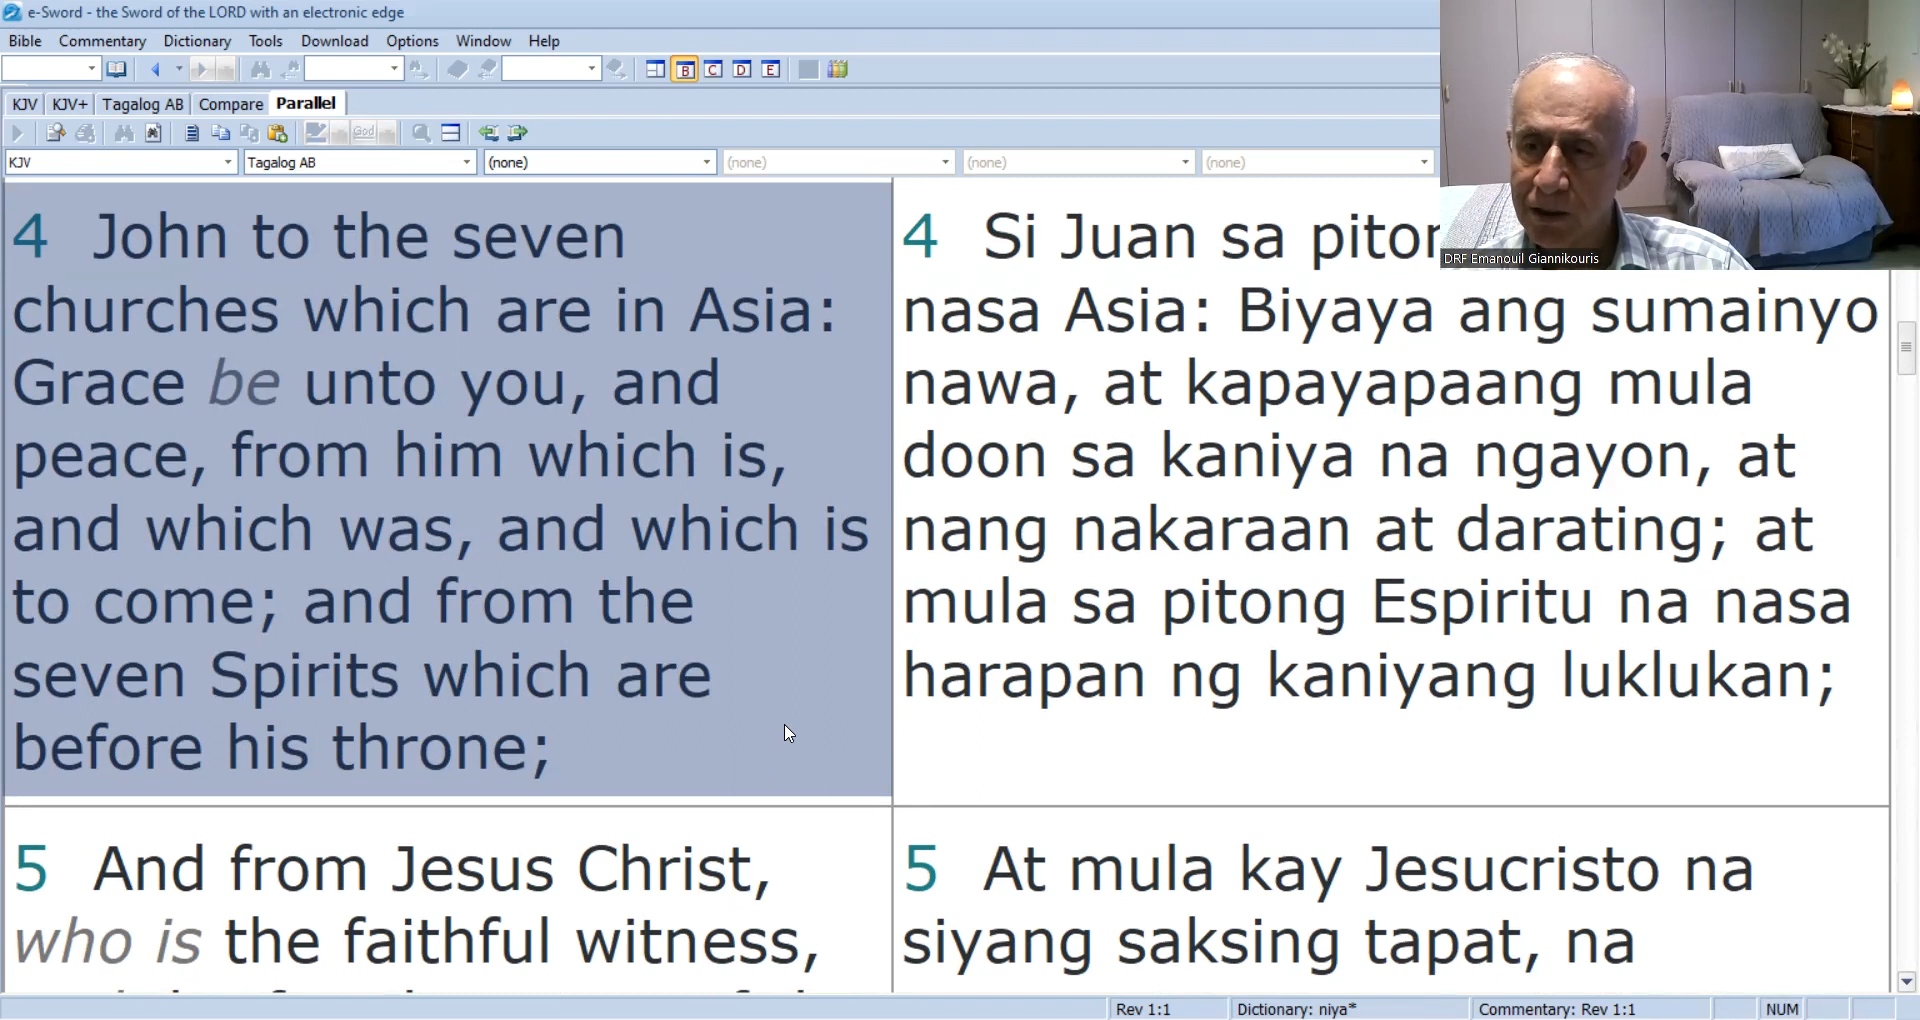 e-Sword - the Sword of the LORD with an electronic edge
Bible Commentary Dictionary Tools Download Options Window Help
B C D E
KJV KJV+ Tagalog AB Compare Parallel
God
KJV Tagalog AB (none) (none) (none) (none)
DRF Emanouil Giannikouris
4 John to the seven
churches which are in Asia:
Grace be unto you, and
peace, from him which is,
and which was, and which is
to come; and from the
seven Spirits which are
before his throne;
4 Si Juan sa
nasa Asia: Biyaya ang sumainyo
nawa, at kapayapaang mula
doon sa kaniya na ngayon, at
nang nakaraan at darating; at
mula sa pitong Espiritu na nasa
harapan ng kaniyang luklukan;
5 And from Jesus Christ,
who is the faithful witness,
5 At mula kay Jesucristo na
siyang saksing tapat, na
Rev 1:1 Dictionary: niya* Commentary: Rev 1:1 NUM